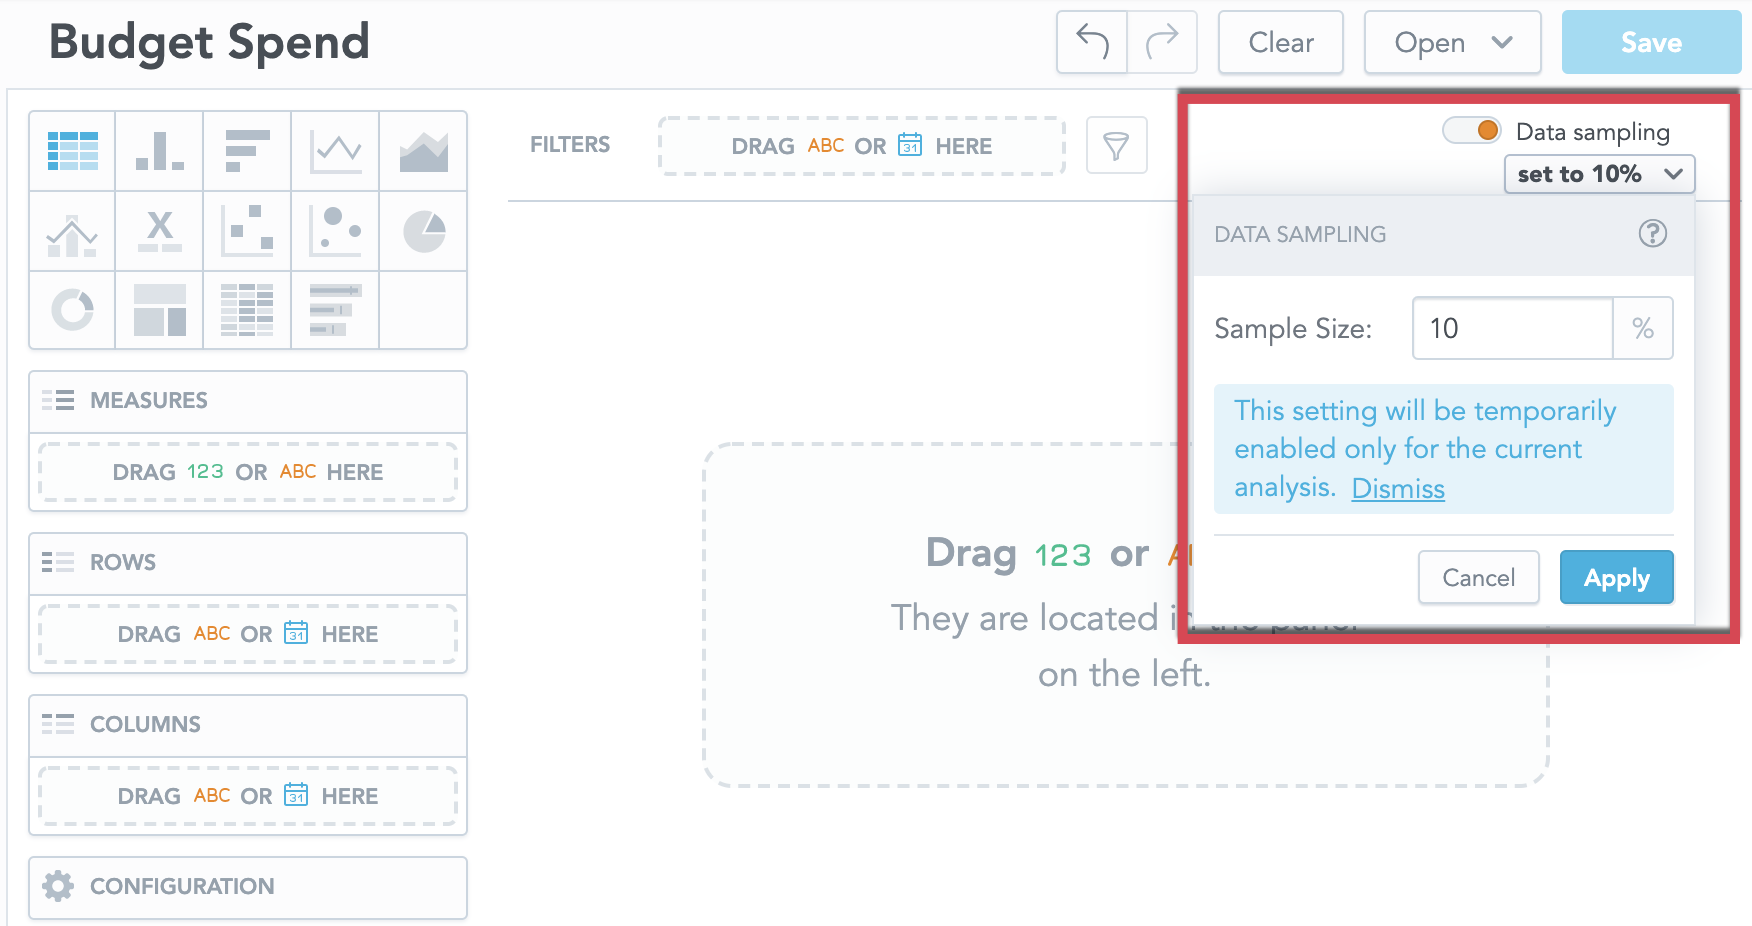 Budget Spend
Clear
Open
Save
FILTERS
DRAG ABC OR 31 HERE
Data sampling
set to 10%
DATA SAMPLING
?
Sample Size:
10
%
This setting will be temporarily
enabled only for the current
analysis. Dismiss
Cancel
Apply
X
MEASURES
DRAG 123 OR ABC HERE
ROWS
DRAG ABC OR 31 HERE
COLUMNS
DRAG ABC OR 31 HERE
CONFIGURATION
Drag 123 or
They are located in the panel
on the left.